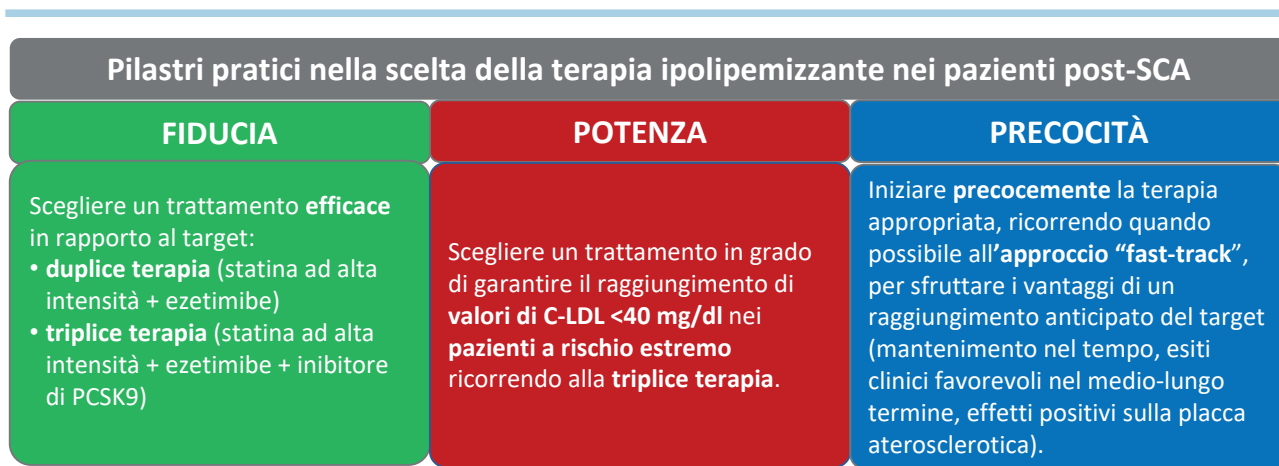 Pilastri pratici nella scelta della terapia ipolipemizzante nei pazienti post-SCA
FIDUCIA
Scegliere un trattamento efficace
in rapporto al target:
• duplice terapia (statina ad alta
intensità + ezetimibe)
• triplice terapia (statina ad alta
intensità + ezetimibe + inibitore
di PCSK9)
POTENZA
Scegliere un trattamento in grado
di garantire il raggiungimento di
valori di C-LDL <40 mg/dl nei
pazienti a rischio estremo
ricorrendo alla triplice terapia.
PRECOCITÀ
Iniziare precocemente la terapia
appropriata, ricorrendo quando
possibile all’approccio “fast-track”,
per sfruttare i vantaggi di un
raggiungimento anticipato del target
(mantenimento nel tempo, esiti
clinici favorevoli nel medio-lungo
termine, effetti positivi sulla placca
aterosclerotica).